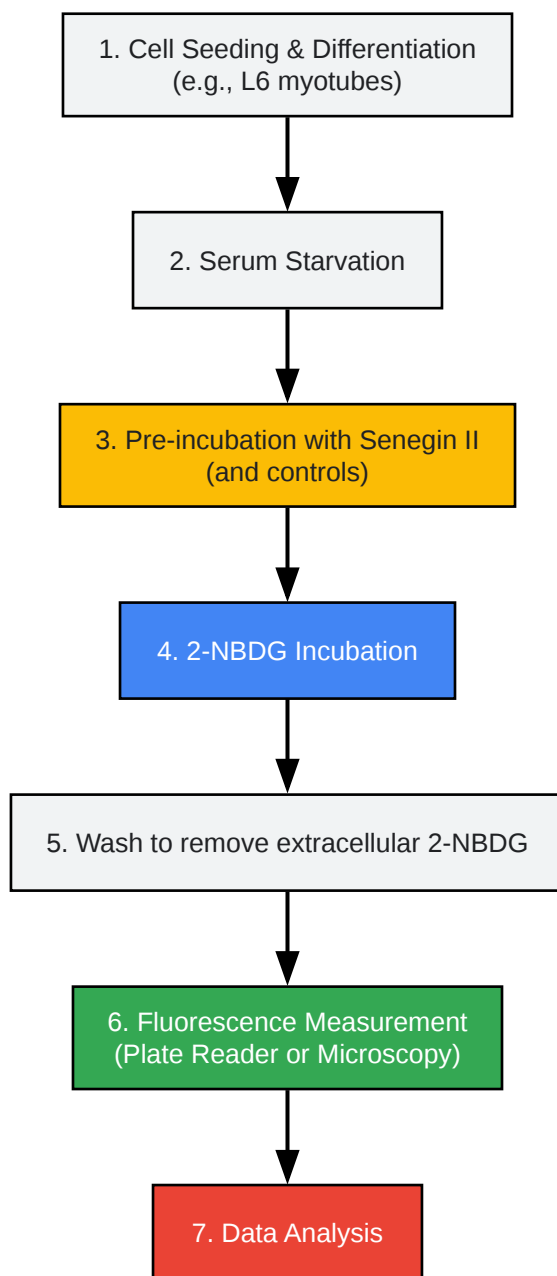 1. Cell Seeding & Differentiation
(e.g., L6 myotubes)
2. Serum Starvation
3. Pre-incubation with Senegin II
(and controls)
4. 2-NBDG Incubation
5. Wash to remove extracellular 2-NBDG
6. Fluorescence Measurement
(Plate Reader or Microscopy)
7. Data Analysis